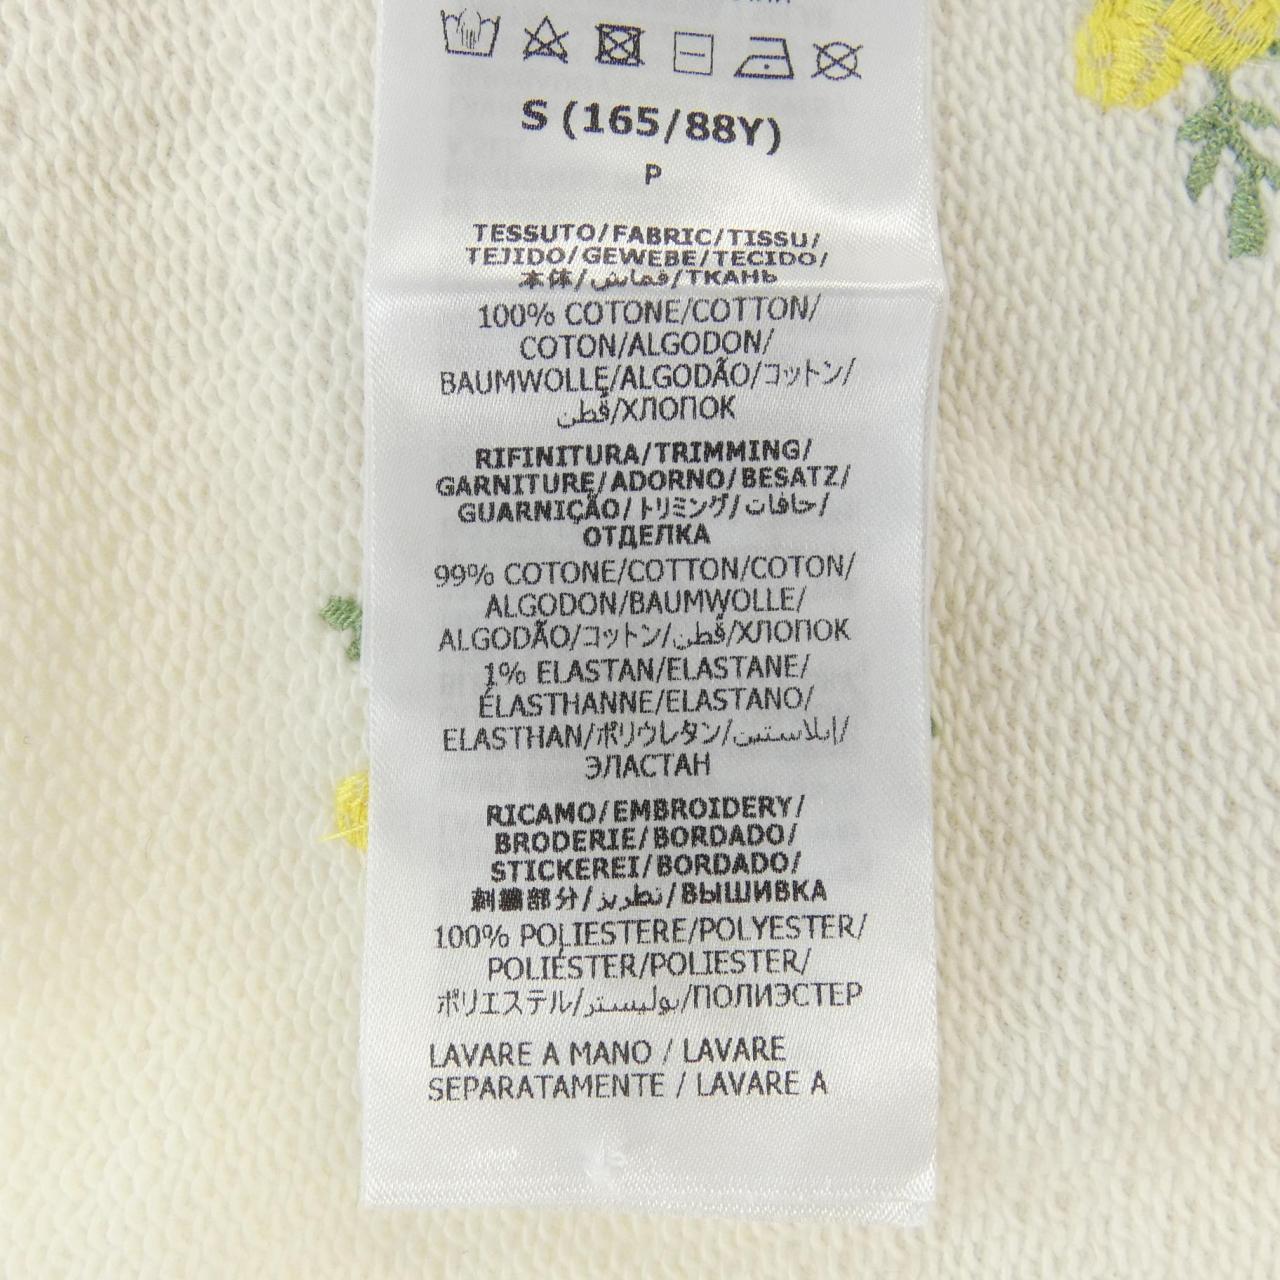 S (165/88Y)
P
TESSUTO/FABRIC/TISSU/
TEJIDO/GEWEBE/TECIDO/
本体/قماش/ТКАНЬ
100% COTONE/COTTON/
COTON/ALGODON/
BAUMWOLLE/ALGODÃO/コットン/
قطن/ХЛОПОК
RIFINITURA/TRIMMING/
GARNITURE/ADORNO/BESATZ/
GUARNIÇÃO/トリミング/حافات/
ОТДЕЛКА
99% COTONE/COTTON/COTON/
ALGODON/BAUMWOLLE/
ALGODÃO/コットン/قطن/ХЛОПОК
1% ELASTAN/ELASTANE/
ÉLASTHANNE/ELASTANO/
ELASTHAN/ポリウレタン/إيلاستين/
ЭЛАСТАН
RICAMO/EMBROIDERY/
BRODERIE/BORDADO/
STICKEREI/BORDADO/
刺繍部分/تطريز/ВЫШИВКА
100% POLIESTERE/POLYESTER/
POLIESTER/POLIESTER/
ポリエステル/بوليستر/ПОЛИЭСТЕР
LAVARE A MANO / LAVARE
SEPARATAMENTE / LAVARE A